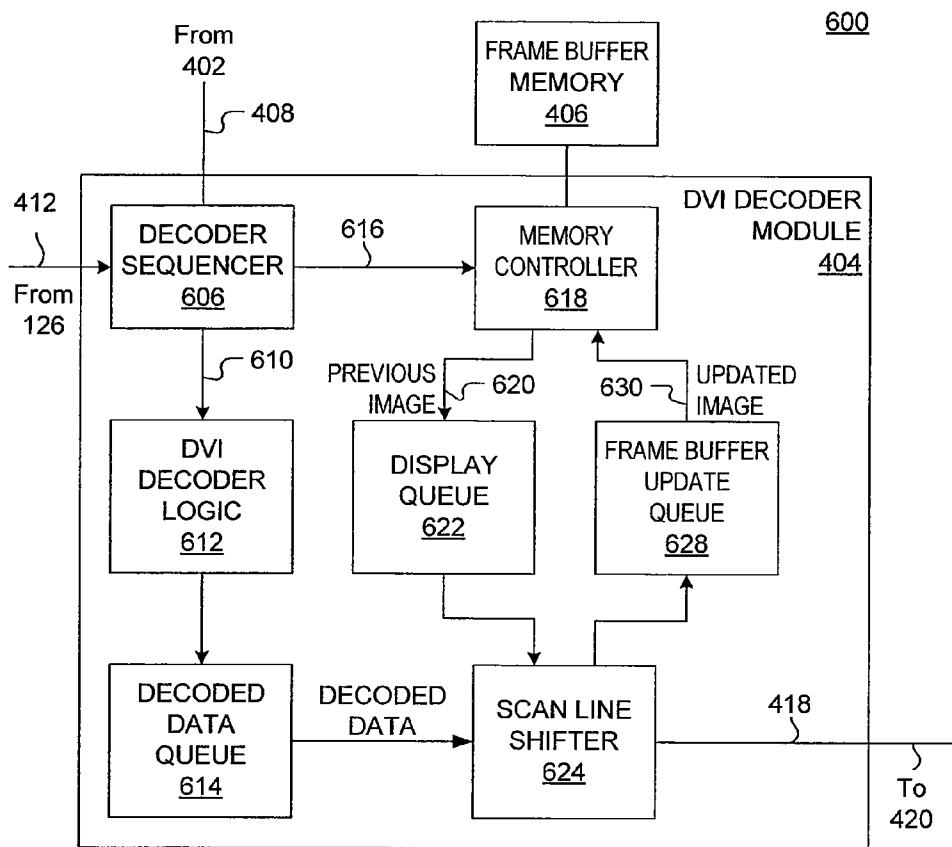 600
From
402
408
FRAME BUFFER
MEMORY
406
412
From
126
DVI DECODER
MODULE
404
DECODER
SEQUENCER
606
616
MEMORY
CONTROLLER
618
610
PREVIOUS
IMAGE
620
630
UPDATED
IMAGE
DVI
DECODER
LOGIC
612
DISPLAY
QUEUE
622
FRAME BUFFER
UPDATE
QUEUE
628
DECODED
DATA
QUEUE
614
DECODED
DATA
SCAN LINE
SHIFTER
624
418
To
420